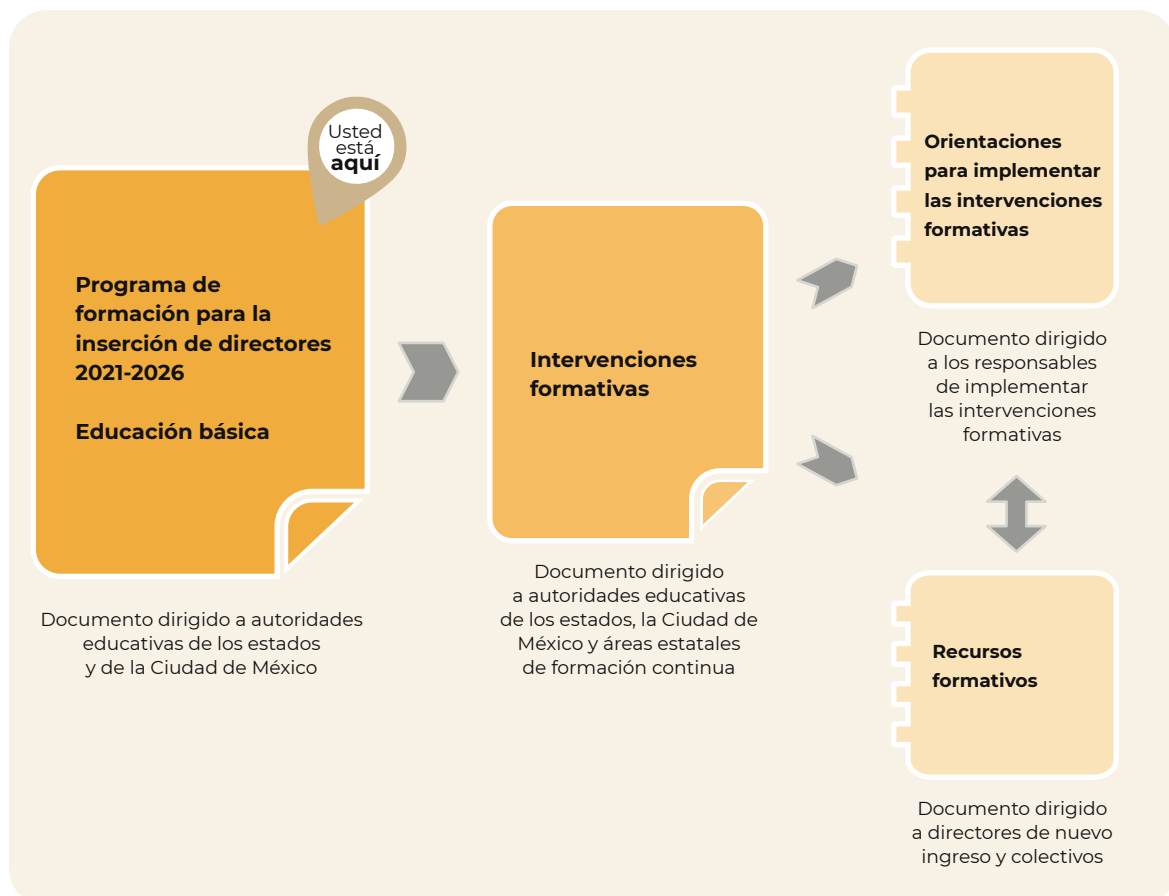 Usted
está
aquí
Programa de
formación para la
inserción de directores
2021-2026
Educación básica
Documento dirigido a autoridades
educativas de los estados
y de la Ciudad de México
Intervenciones
formativas
Documento dirigido
a autoridades educativas
de los estados, la Ciudad de
México y áreas estatales
de formación continua
Orientaciones
para implementar
las intervenciones
formativas
Documento dirigido
a los responsables
de implementar
las intervenciones
formativas
Recursos
formativos
Documento dirigido
a directores de nuevo
ingreso y colectivos